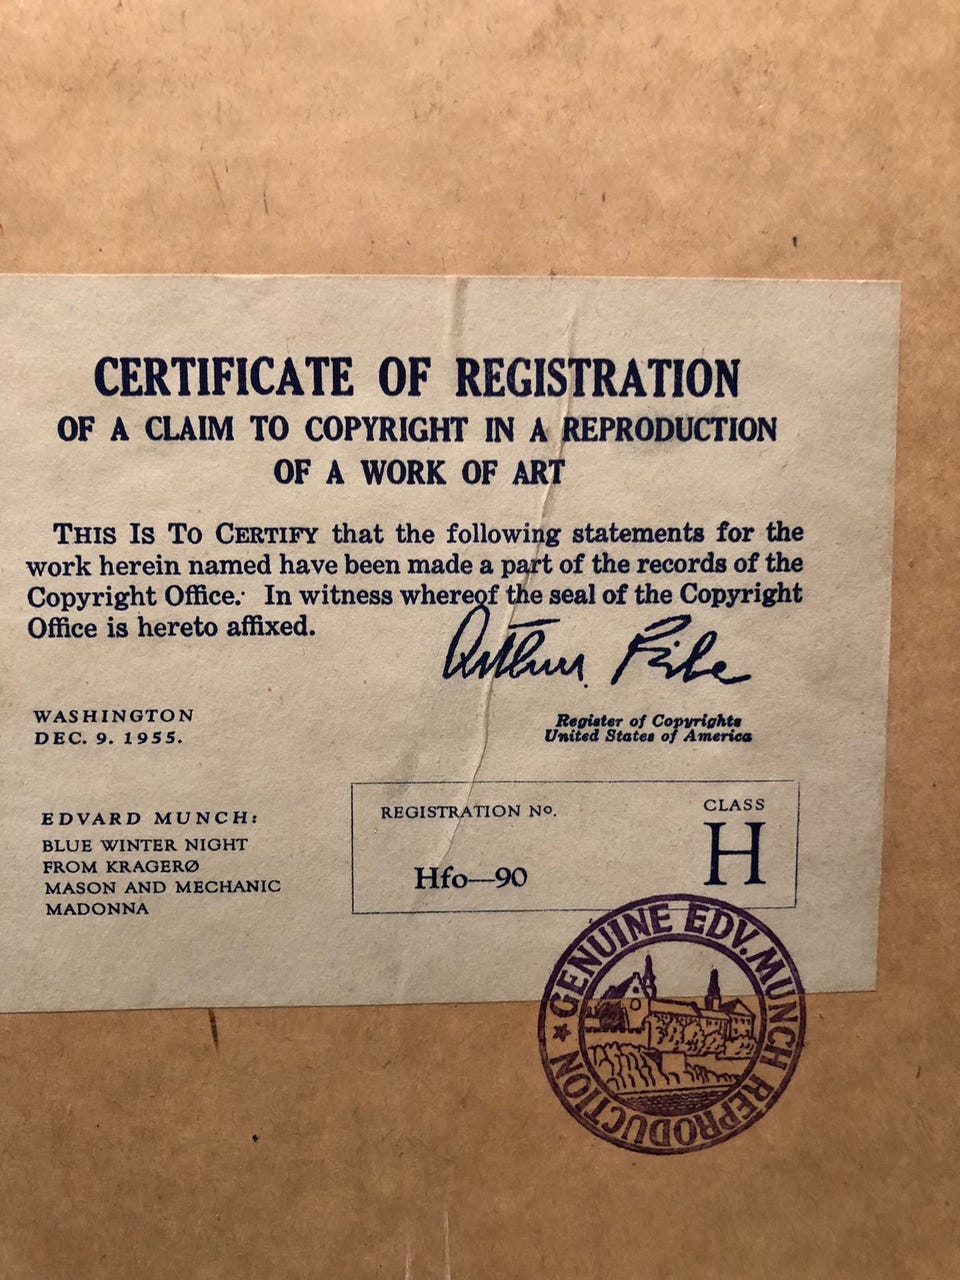 CERTIFICATE OF REGISTRATION
OF A CLAIM TO COPYRIGHT IN A REPRODUCTION
OF A WORK OF ART
THIS IS TO CERTIFY that the following statements for the
work herein named have been made a part of the records of the
Copyright Office. In witness whereof the seal of the Copyright
Office is hereto affixed.
Arthur Fishe
WASHINGTON
DEC. 9. 1955.
Register of Copyrights
United States of America
EDVARD MUNCH:
BLUE WINTER NIGHT
FROM KRAGERØ
MASON AND MECHANIC
MADONNA
REGISTRATION No.
Hfo—90
CLASS
H
GENUINE EDV. MUNCH REPRODUCTION